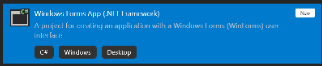 Windows Forms App (.NET Framework)
New
A project for creating an application with a Windows Forms (WinForms) user
interface
C#
Windows
Desktop